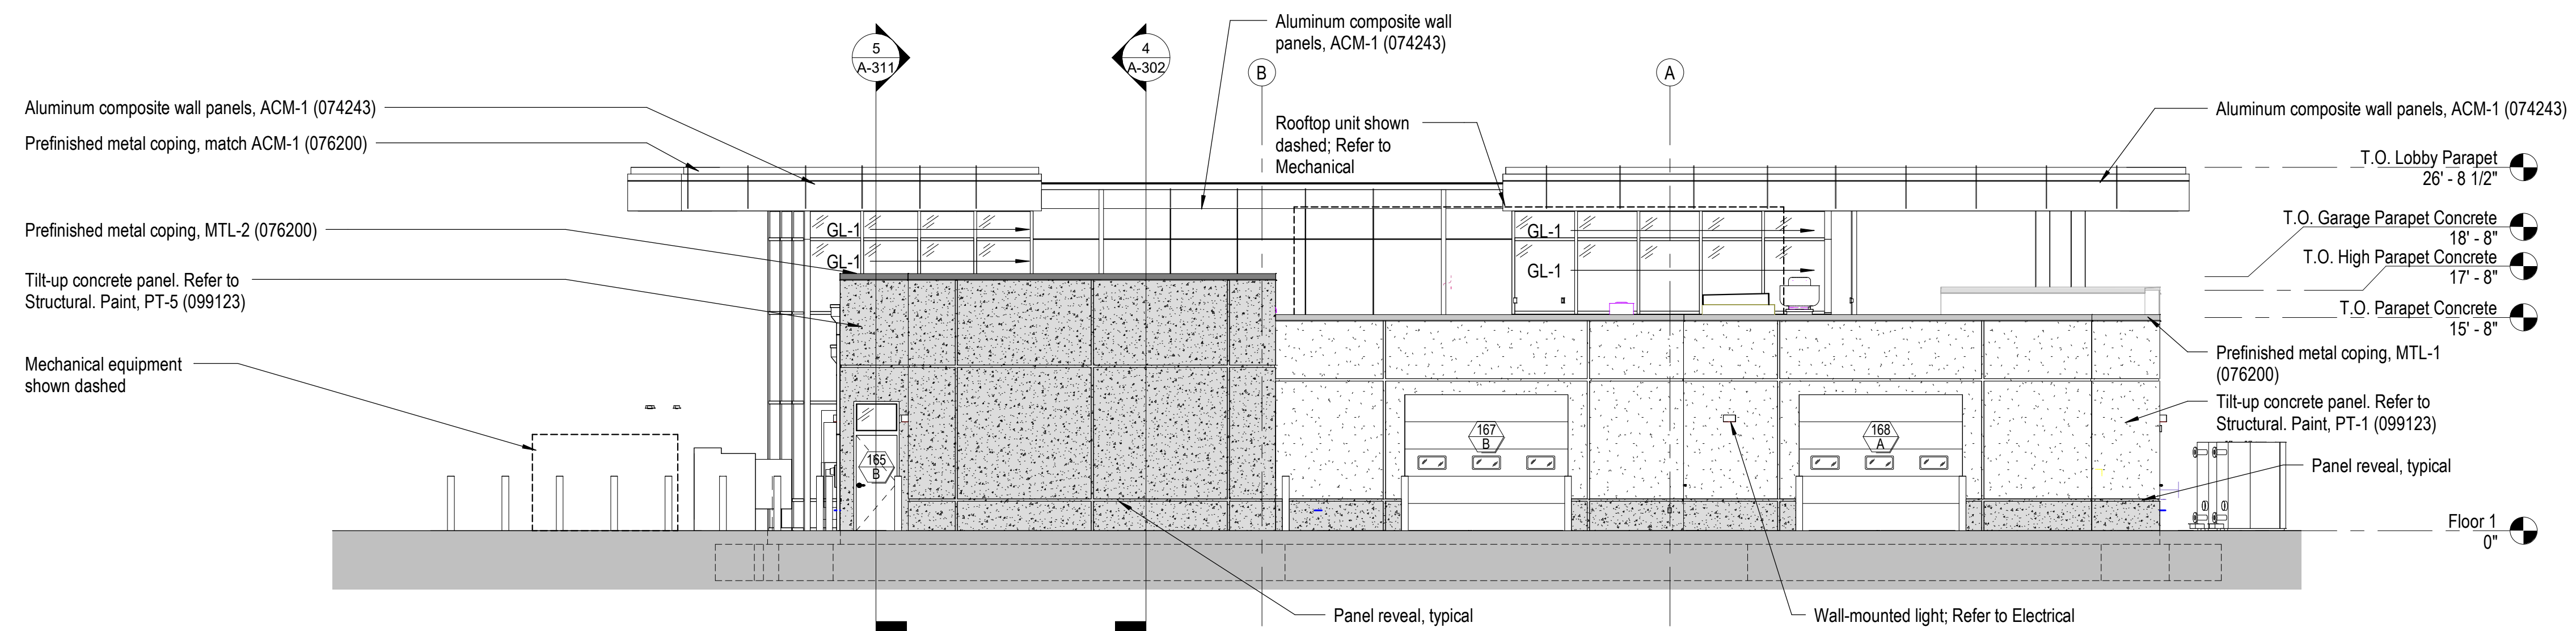 5
A-311
4
A-302
Aluminum composite wall
panels, ACM-1 (074243)
B
A
Aluminum composite wall panels, ACM-1 (074243)
Prefinished metal coping, match ACM-1 (076200)
Prefinished metal coping, MTL-2 (076200)
Tilt-up concrete panel. Refer to
Structural. Paint, PT-5 (099123)
Mechanical equipment
shown dashed
Rooftop unit shown
dashed; Refer to
Mechanical
GL-1
GL-1
GL-1
GL-1
165
B
167
B
168
A
Aluminum composite wall panels, ACM-1 (074243)
T.O. Lobby Parapet
26' - 8 1/2"
T.O. Garage Parapet Concrete
18' - 8"
T.O. High Parapet Concrete
17' - 8"
T.O. Parapet Concrete
15' - 8"
Prefinished metal coping, MTL-1
(076200)
Tilt-up concrete panel. Refer to
Structural. Paint, PT-1 (099123)
Panel reveal, typical
Floor 1
0"
Panel reveal, typical
Wall-mounted light; Refer to Electrical